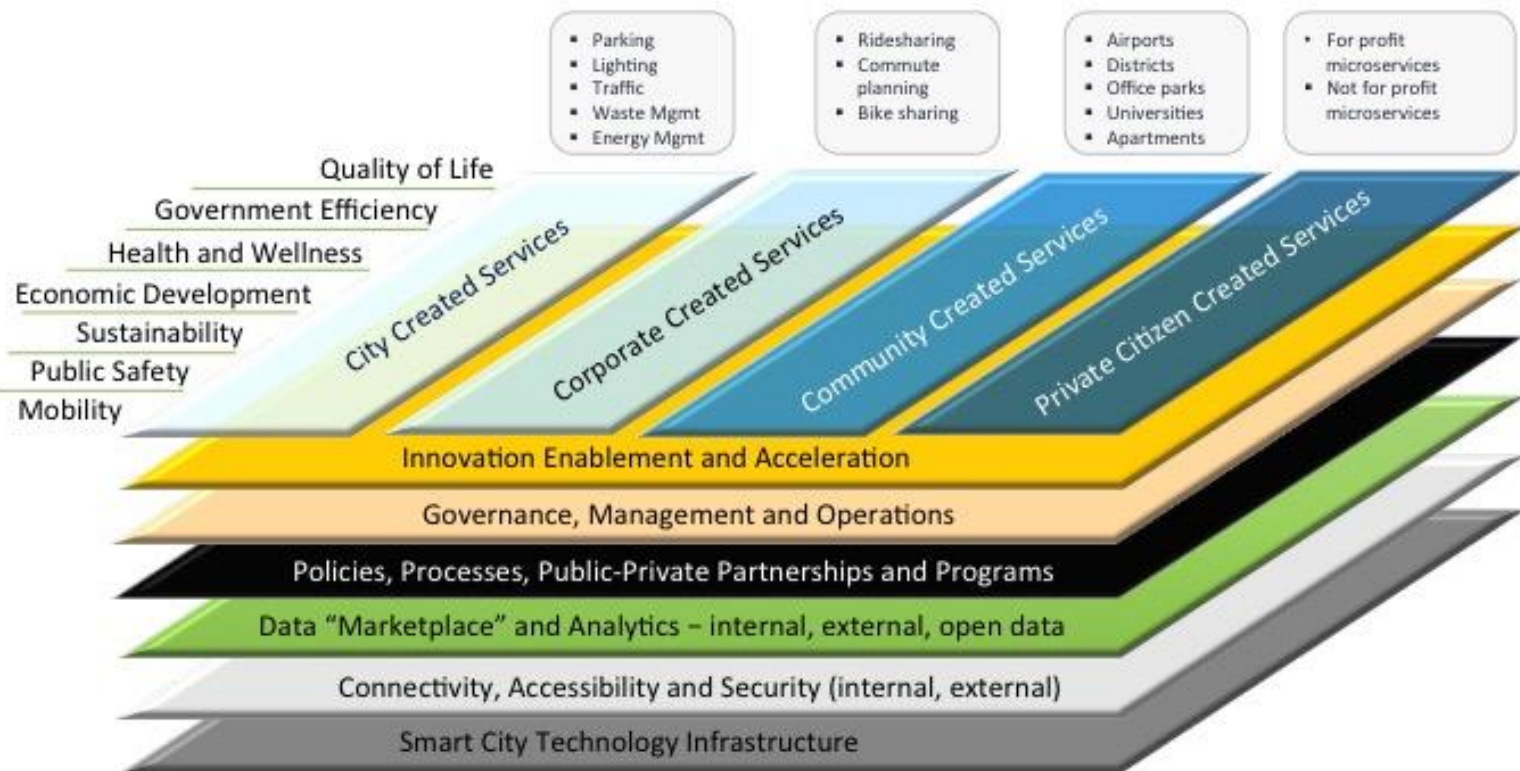 ▪ Parking
▪ Lighting
▪ Traffic
▪ Waste Mgmt
▪ Energy Mgmt
▪ Ridesharing
▪ Commute
planning
▪ Bike sharing
▪ Airports
▪ Districts
▪ Office parks
▪ Universities
▪ Apartments
• For profit
microservices
▪ Not for profit
microservices
Quality of Life
Government Efficiency
Health and Wellness
Economic Development
Sustainability
Public Safety
Mobility
City Created Services
Corporate Created Services
Community Created Services
Private Citizen Created Services
Innovation Enablement and Acceleration
Governance, Management and Operations
Policies, Processes, Public-Private Partnerships and Programs
Data “Marketplace” and Analytics – internal, external, open data
Connectivity, Accessibility and Security (internal, external)
Smart City Technology Infrastructure